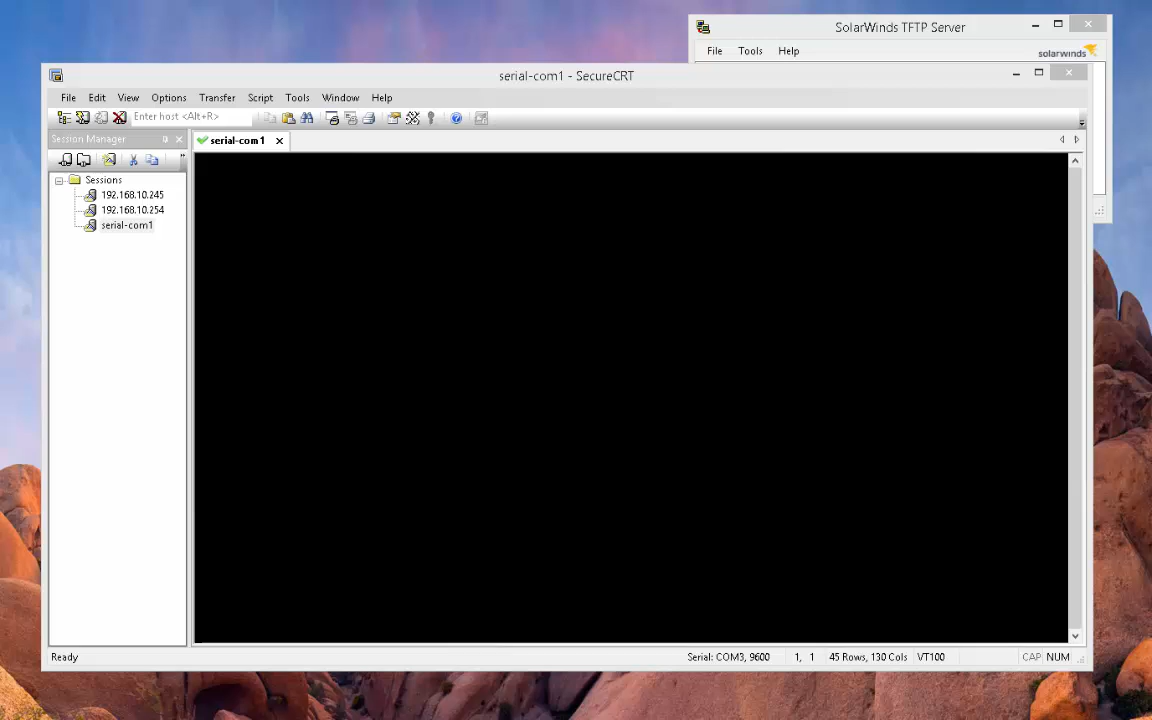 SolarWinds TFTP Server
File Tools Help
solarwinds
serial-com1 - SecureCRT
File Edit View Options Transfer Script Tools Window Help
Enter host <Alt+R>
Session Manager
serial-com1
Sessions
192.168.10.245
192.168.10.254
serial-com1
Ready
Serial: COM3, 9600
1, 1
45 Rows, 130 Cols
VT100
CAP NUM